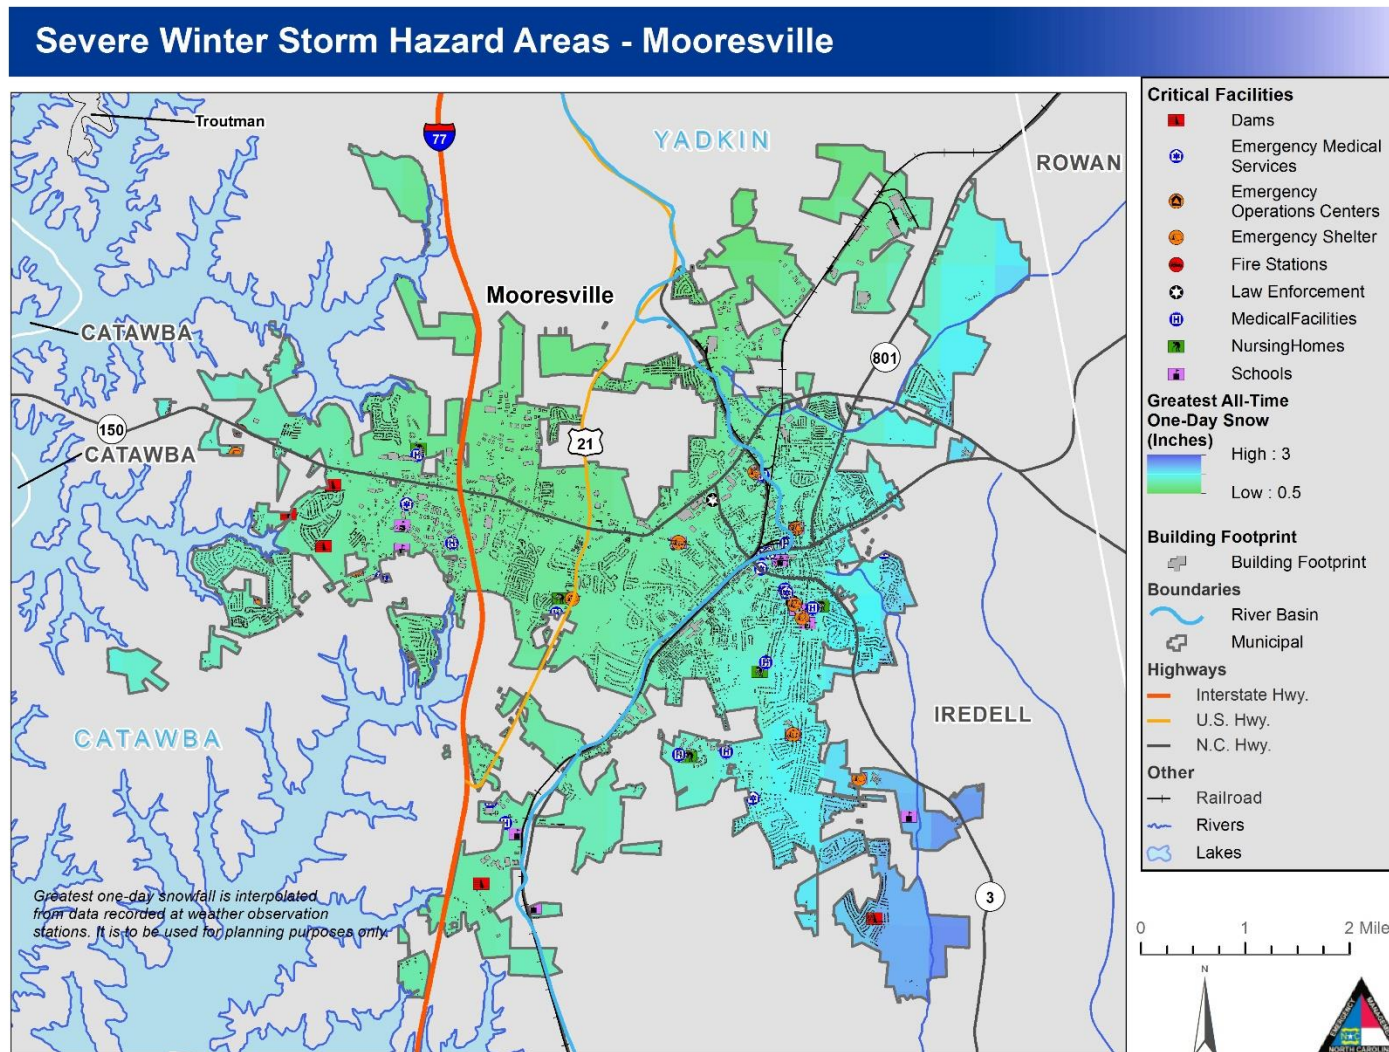 Severe Winter Storm Hazard Areas - Mooresville
Troutman
77
YADKIN
ROWAN
Mooresville
CATAWBA
801
150
CATAWBA
21
IREDELL
CATAWBA
3
Greatest one-day snowfall is interpolated
from data recorded at weather observation
stations. It is to be used for planning purposes only.
Critical Facilities
Dams
Emergency Medical
Services
Emergency
Operations Centers
Emergency Shelter
Fire Stations
Law Enforcement
MedicalFacilities
NursingHomes
Schools
Greatest All-Time
One-Day Snow
(Inches)
High : 3
Low : 0.5
Building Footprint
Building Footprint
Boundaries
River Basin
Municipal
Highways
Interstate Hwy.
U.S. Hwy.
N.C. Hwy.
Other
Railroad
Rivers
Lakes
0 1 2 Mile
N
EMERGENCY
NORTH CAROLINA